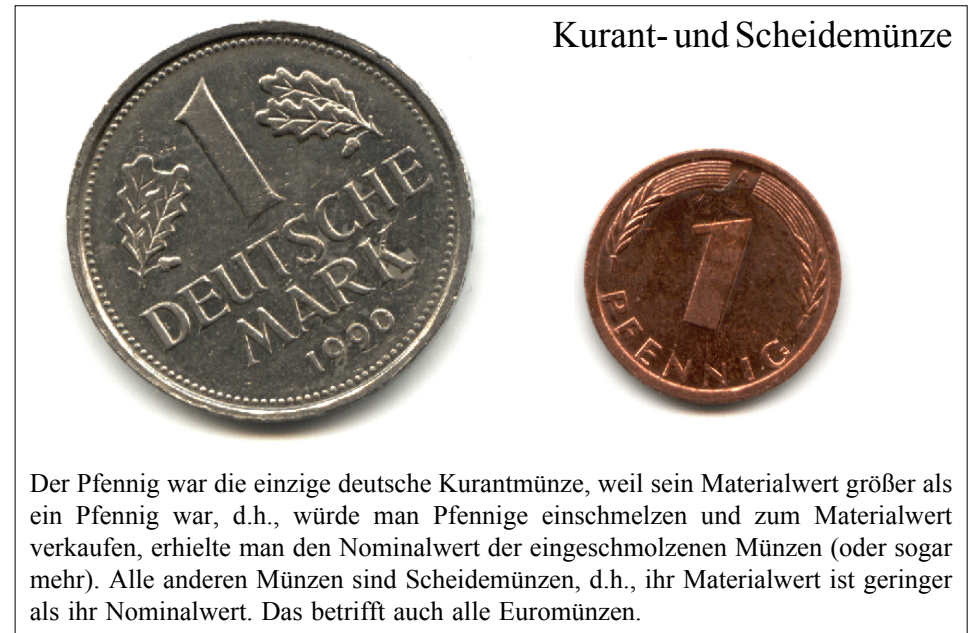 Kurant- und Scheidemünze
1
DEUTSCHE
MARK
1990
1
PFENNIG
Der Pfennig war die einzige deutsche Kurantmünze, weil sein Materialwert größer als
ein Pfennig war, d.h., würde man Pfennige einschmelzen und zum Materialwert
verkaufen, erhielte man den Nominalwert der eingeschmolzenen Münzen (oder sogar
mehr). Alle anderen Münzen sind Scheidemünzen, d.h., ihr Materialwert ist geringer
als ihr Nominalwert. Das betrifft auch alle Euromünzen.